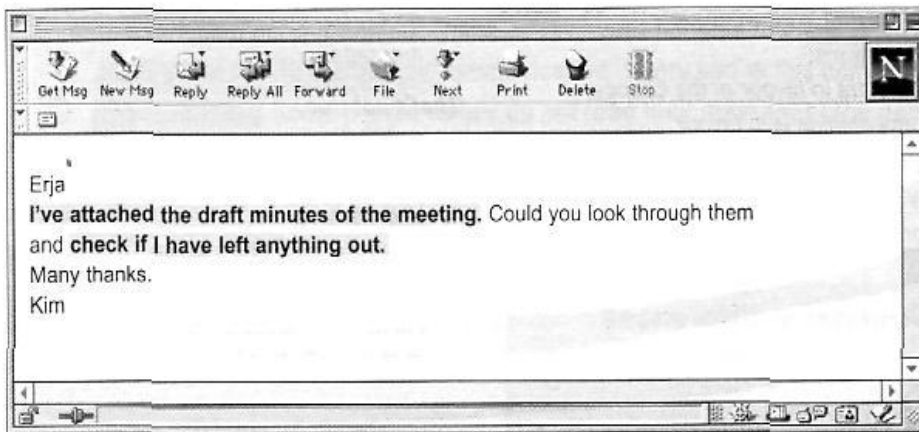 Get Msg New Msg Reply Reply All Forward File Next Print Delete Stop
N
Erja
I've attached the draft minutes of the meeting. Could you look through them
and check if I have left anything out.
Many thanks.
Kim